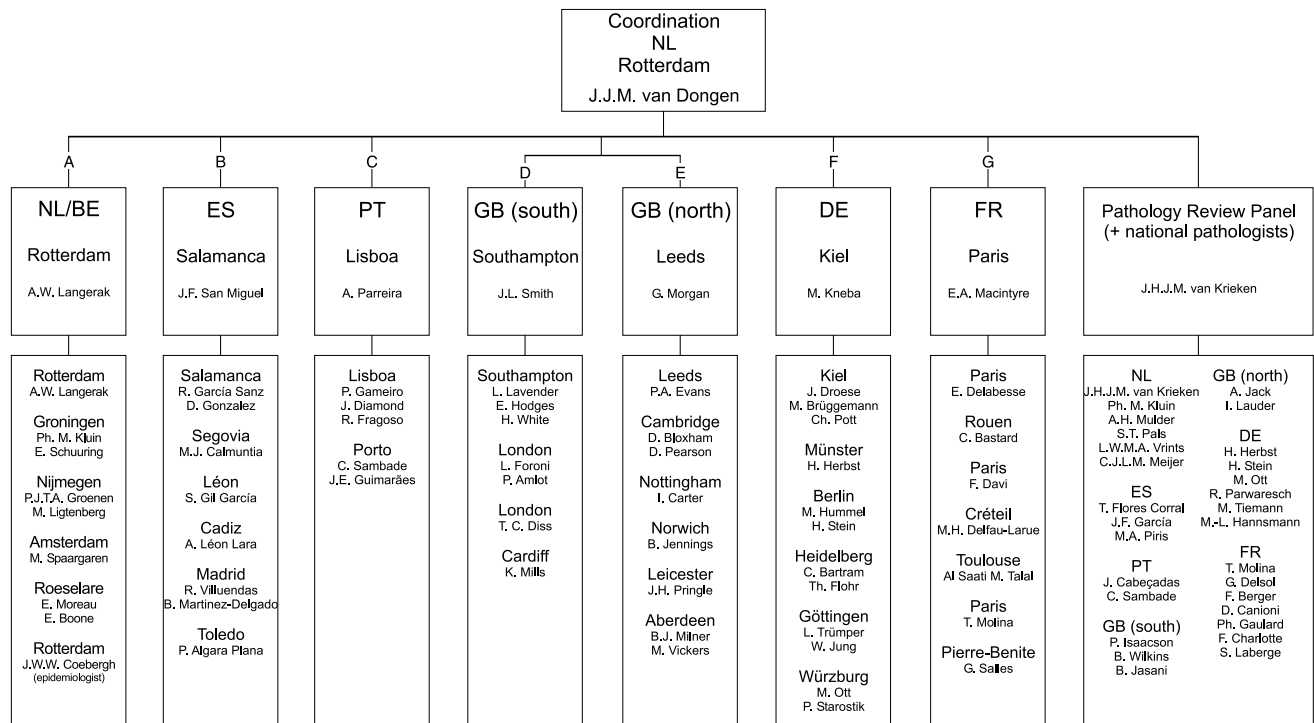 Coordination
NL
Rotterdam
J.J.M. van Dongen
A
B
C
D
E
F
G
NL/BE
Rotterdam
A.W. Langerak
ES
Salamanca
J.F. San Miguel
PT
Lisboa
A. Parreira
GB (south)
Southampton
J.L. Smith
GB (north)
Leeds
G. Morgan
DE
Kiel
M. Kneba
FR
Paris
E.A. Macintyre
Pathology Review Panel
(+ national pathologists)
J.H.J.M. van Krieken
Rotterdam
A.W. Langerak
Groningen
Ph. M. Kluin
E. Schuuring
Nijmegen
P.J.T.A. Groenen
M. Ligtenberg
Amsterdam
M. Spaargaren
Roeselare
E. Moreau
E. Boone
Rotterdam
J.W.W. Coebergh
(epidemiologist)
Salamanca
R. García Sanz
D. Gonzalez
Segovia
M.J. Calmuntia
Léon
S. Gil García
Cadiz
A. Léon Lara
Madrid
R. Villuendas
B. Martinez-Delgado
Toledo
P. Algara Plana
Lisboa
P. Gameiro
J. Diamond
R. Fragoso
Porto
C. Sambade
J.E. Guimarães
Southampton
L. Lavender
E. Hodges
H. White
London
L. Foroni
P. Amlot
London
T. C. Diss
Cardiff
K. Mills
Leeds
P.A. Evans
Cambridge
D. Bloxham
D. Pearson
Nottingham
I. Carter
Norwich
B. Jennings
Leicester
J.H. Pringle
Aberdeen
B.J. Milner
M. Vickers
Kiel
J. Droese
M. Brüggemann
Ch. Pott
Münster
H. Herbst
Berlin
M. Hummel
H. Stein
Heidelberg
C. Bartram
Th. Flohr
Göttingen
L. Trümper
W. Jung
Würzburg
M. Ott
P. Starostik
Paris
E. Delabesse
Rouen
C. Bastard
Paris
F. Davi
Créteil
M.H. Delfau-Larue
Toulouse
Al Saati M. Talal
Paris
T. Molina
Pierre-Benite
G. Salles
NL
J.H.J.M. van Krieken
Ph. M. Kluin
A.H. Mulder
S.T. Pals
L.W.M.A. Vrints
C.J.L.M. Meijer
ES
T. Flores Corral
J.F. García
M.A. Piris
PT
J. Cabeçadas
C. Sambade
GB (south)
P. Isaacson
B. Wilkins
B. Jasani
GB (north)
A. Jack
I. Lauder
DE
H. Herbst
H. Stein
M. Ott
R. Parwaresch
M. Tiemann
M.-L. Hannsmann
FR
T. Molina
G. Delsol
F. Berger
D. Canioni
Ph. Gaulard
F. Charlotte
S. Laberge